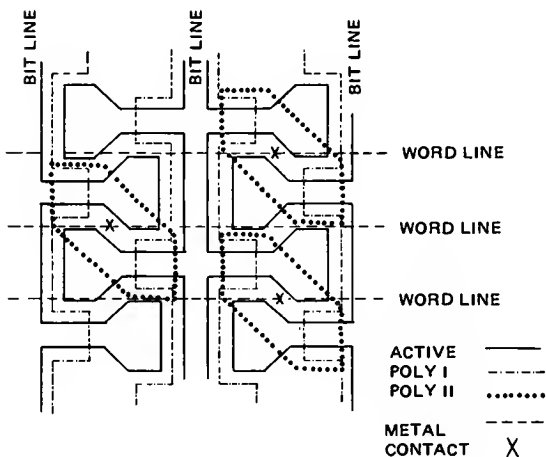 BIT LINE
BIT LINE
BIT LINE
X
WORD LINE
X
WORD LINE
X
WORD LINE
ACTIVE
POLY I
POLY II
METAL
CONTACT X